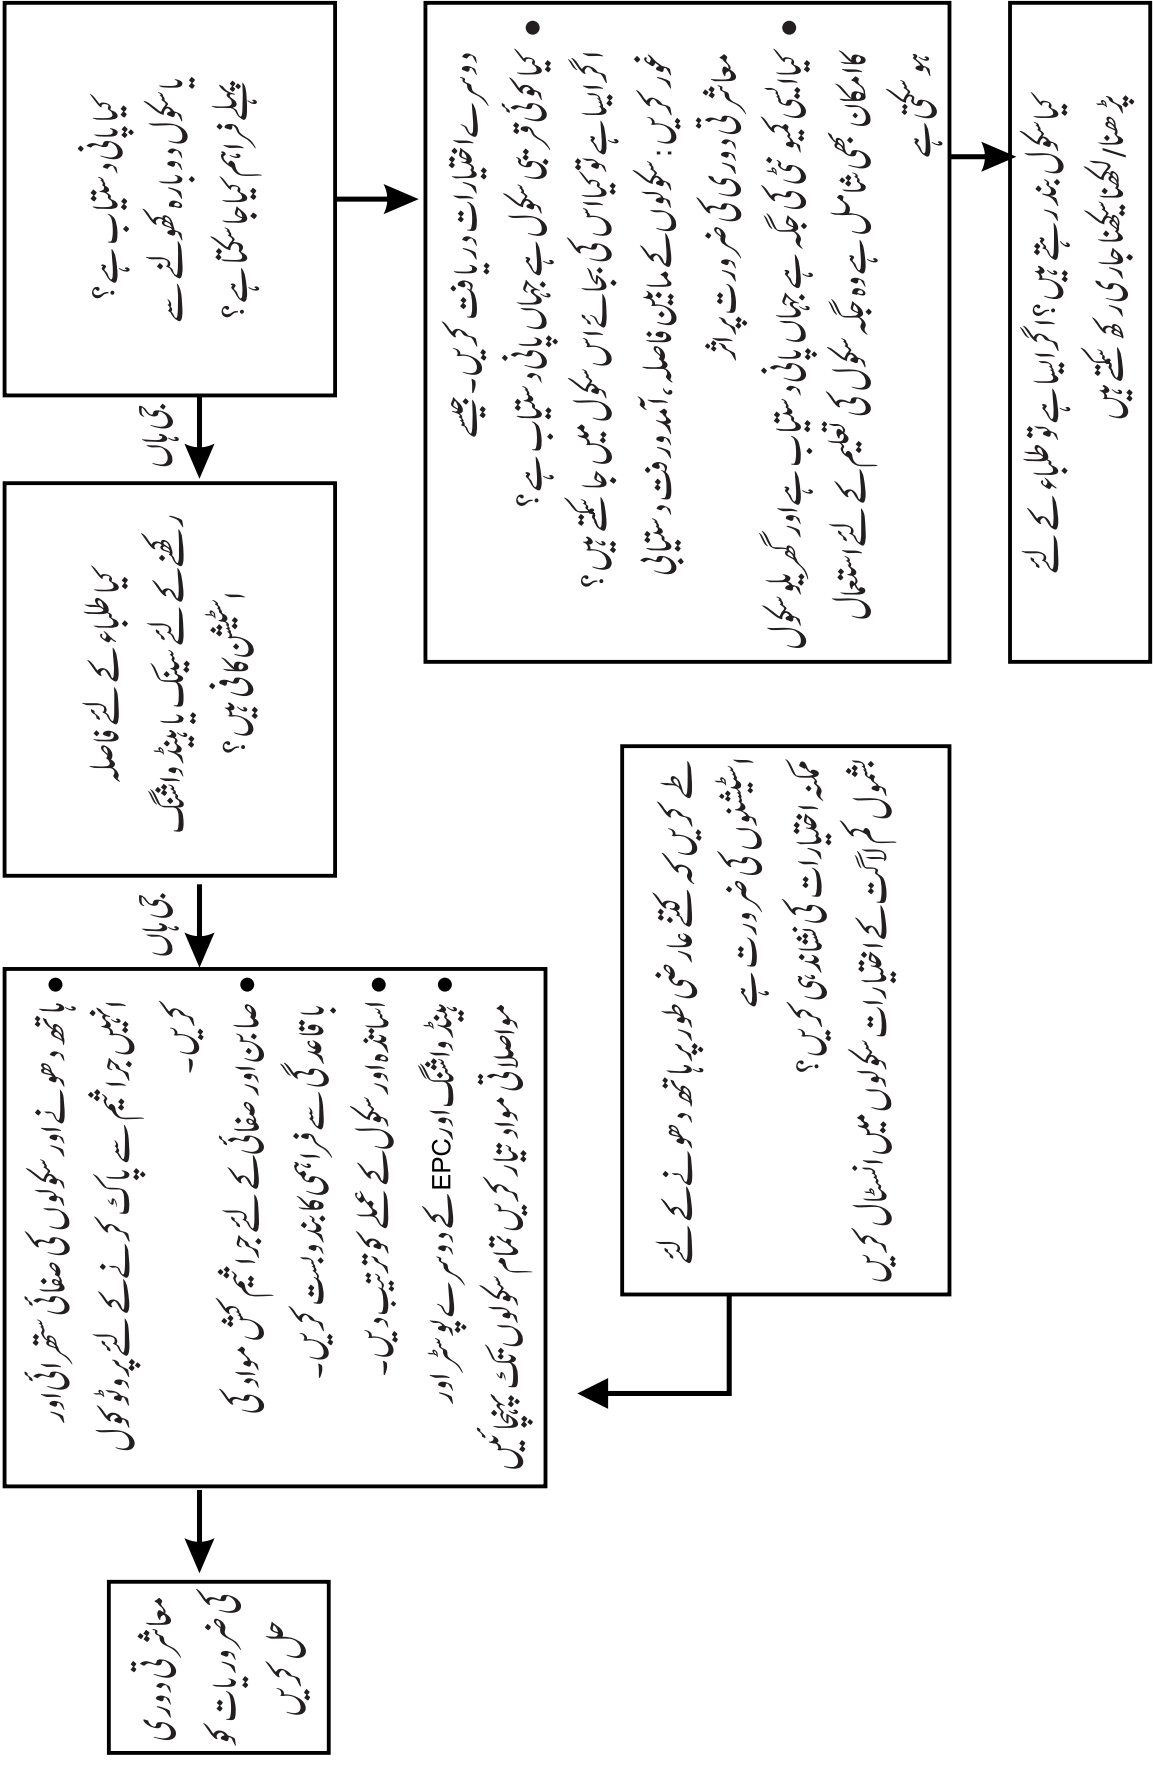 کیا پانی دستیاب ہے؟
یا سکول دوبارہ کھولنے سے
پہلے فراہم کیا جا سکتا ہے؟
جی ہاں
کیا طلباء کے لئے فاصلہ
رکھنے کے لئے سینک یا ہینڈ واشنگ
اسٹیشن کافی ہیں؟
جی ہاں
● ہاتھ دھونے اور سکولوں کی صفائی ستھرائی اور
انہیں جراثیم سے پاک کرنے کے لئے پروٹو کول
کریں۔
● صابن اور صفائی کے لئے جراثیم کش مواد کی
باقاعدگی سے فراہمی کا بندوبست کریں۔
● اساتذہ اور سکول کے عملے کو تربیت دیں۔
● ہینڈ واشنگ اور EPC کے دوسرے پوسٹر اور
مواصلاتی مواد تیار کریں تمام سکولوں تک پہنچائیں
معاشرتی دوری
کی ضروریات کو
حل کریں
دوسرے اختیارات دریافت کریں۔ جیسے
● کیا کوئی قریبی سکول ہے جہاں پانی دستیاب ہے؟
اگر ایسا ہے تو کیا اس کی بجائے اس سکول میں جا سکتے ہیں؟
غور کریں: سکولوں کے مابین فاصلہ، آمدورفت دستیابی
معاشرتی دوری کی ضرورت پر اثر
● کیا ایسی کمیونٹی کی جگہ ہے جہاں پانی دستیاب ہے اور گھریلو سکول
کا امکان بھی شامل ہے وہ جگہ سکول کی تعلیم کے لئے استعمال
ہو سکتی ہے
طے کریں کہ کتنے عارضی طور پر ہاتھ دھونے کے لئے
اسٹیشنوں کی ضرورت ہے
ممکنہ اختیارات کی نشاندہی کریں؟
بشمول کم لاگت کے اختیارات سکولوں میں انسٹال کریں
کیا سکول بند رہتے ہیں؟ اگر ایسا ہے تو طلباء کے لئے
پڑھنا/لکھنا سیکھنا جاری رکھ سکتے ہیں